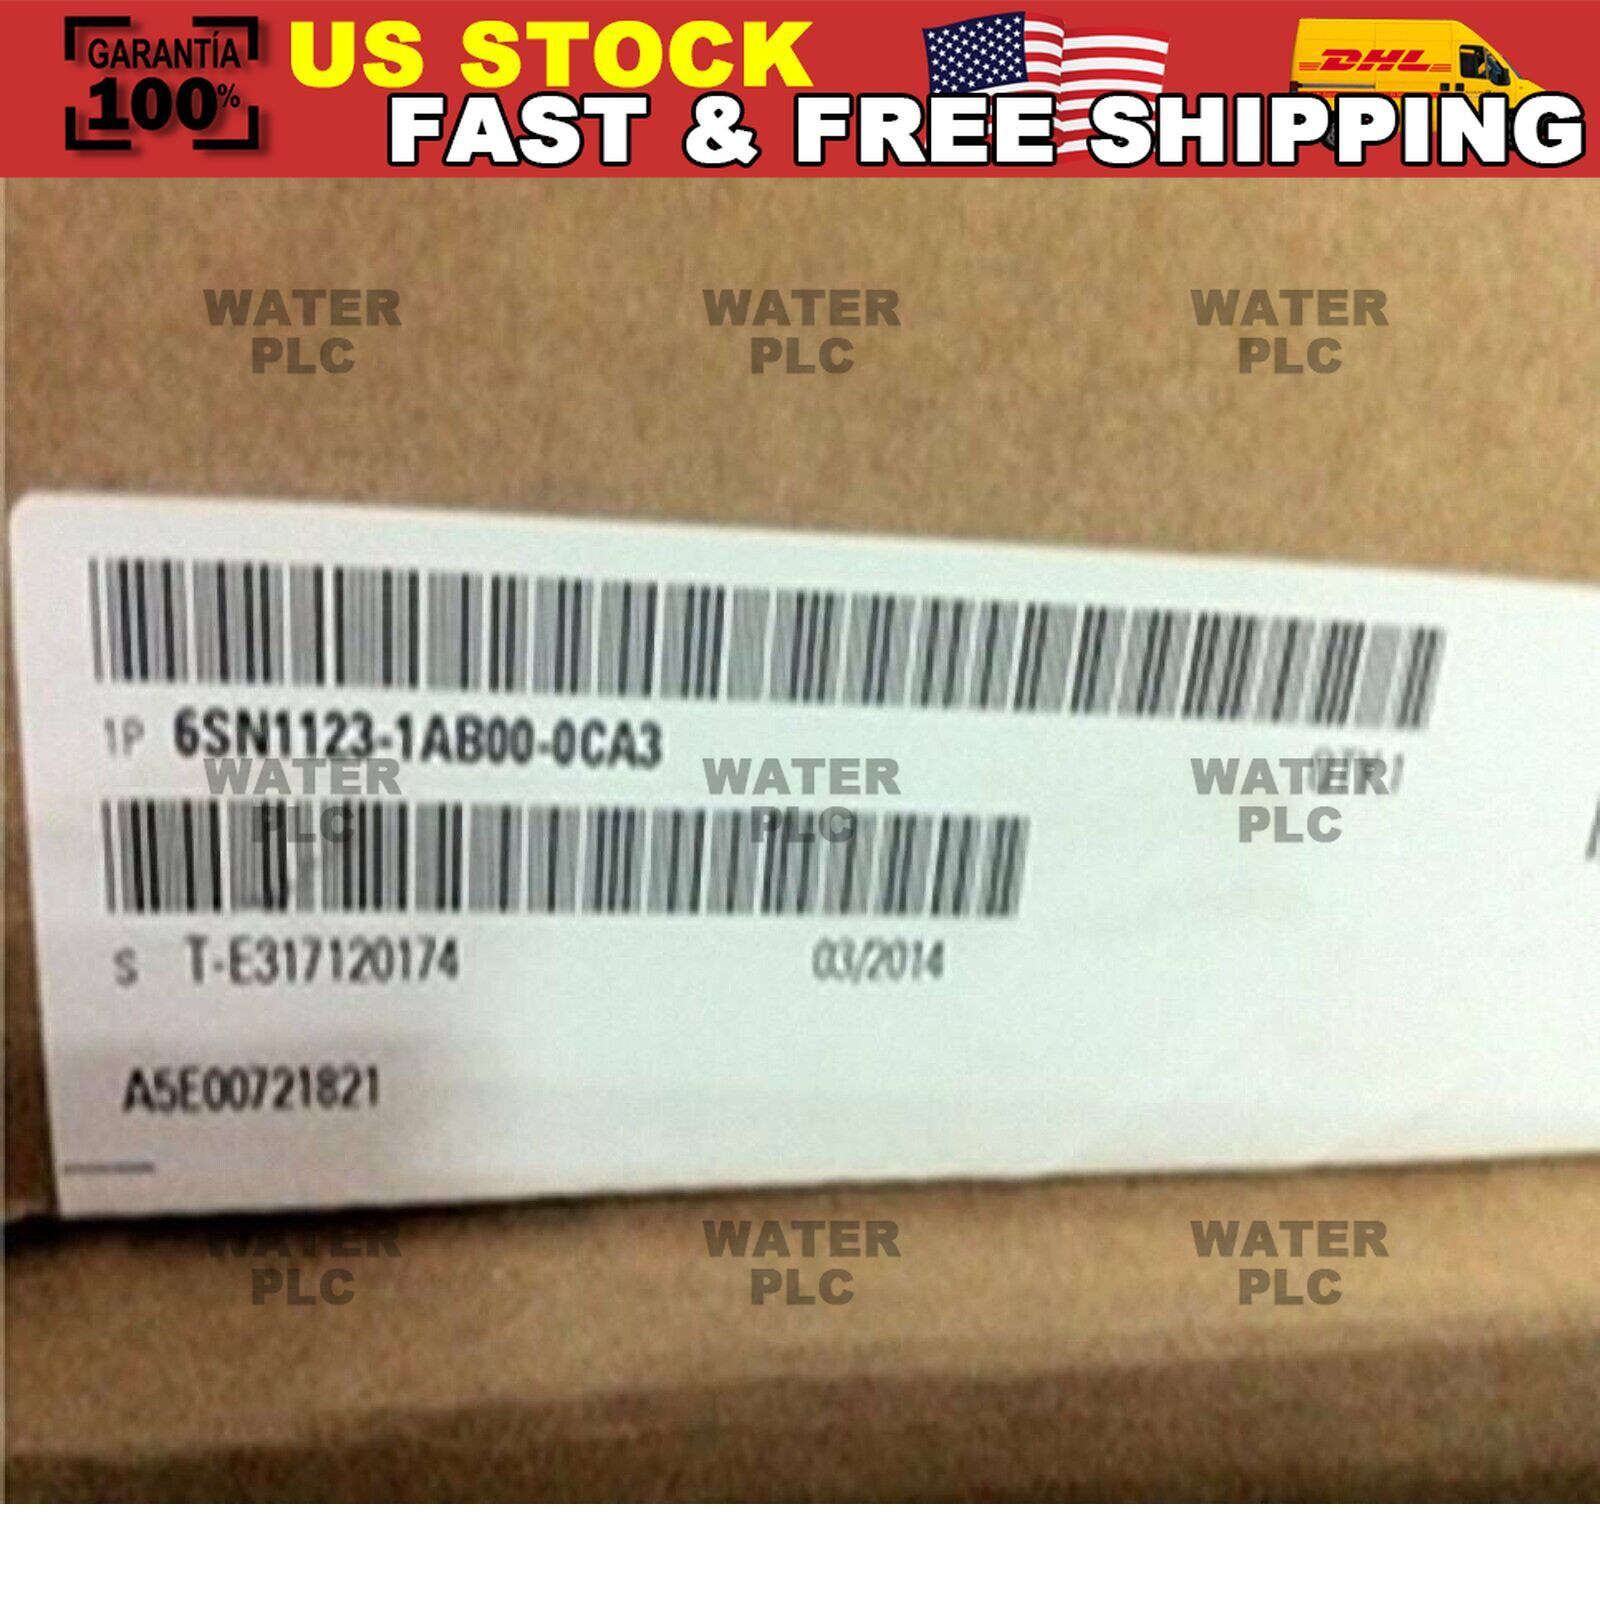 GARANTÍA
100%
US STOCK
DHL
FAST & FREE SHIPPING
WATER WATER WATER
PLC PLC PLC
1P 6SN1123-1AB00-0CA3
WATER WATER WATER
PLC PLC PLC
S T-E317120174 03/2014
A5E00721821
WATER WATER WATER
PLC PLC PLC